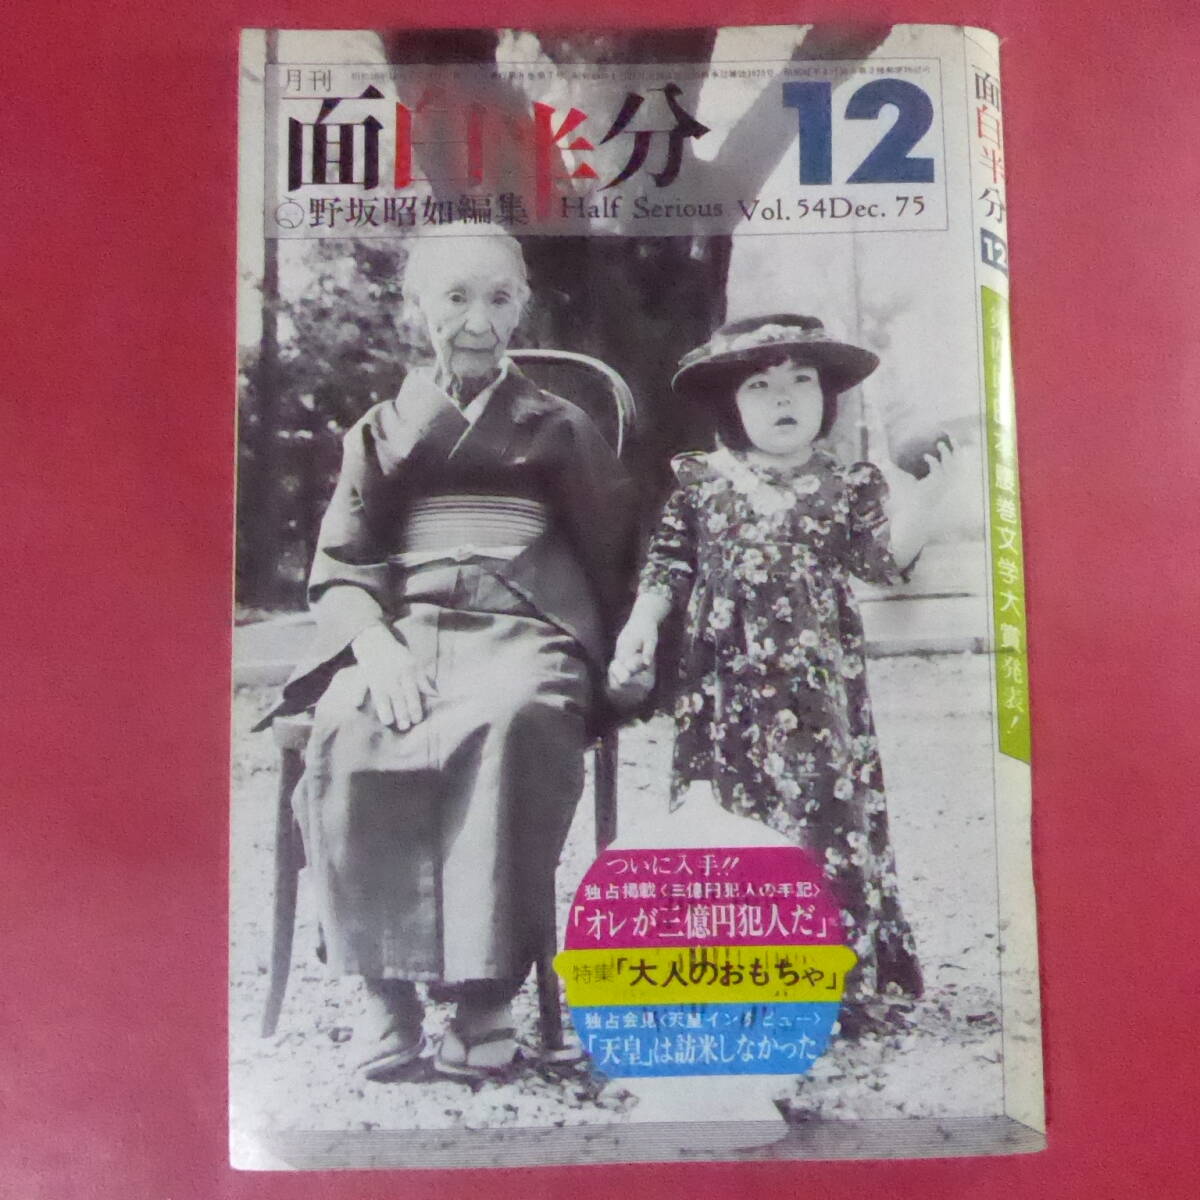 月刊
面白半分
12
野坂昭如編集
Half Serious Vol. 54 Dec. 75
ついに入手!!
独占掲載〈三億円犯人の手記〉
「オレが三億円犯人だ」
特集「大人のおもちゃ」
独占会見〈天皇インタビュー〉
「天皇」は訪米しなかった
面白半分
12
腰巻文学大賞発表!